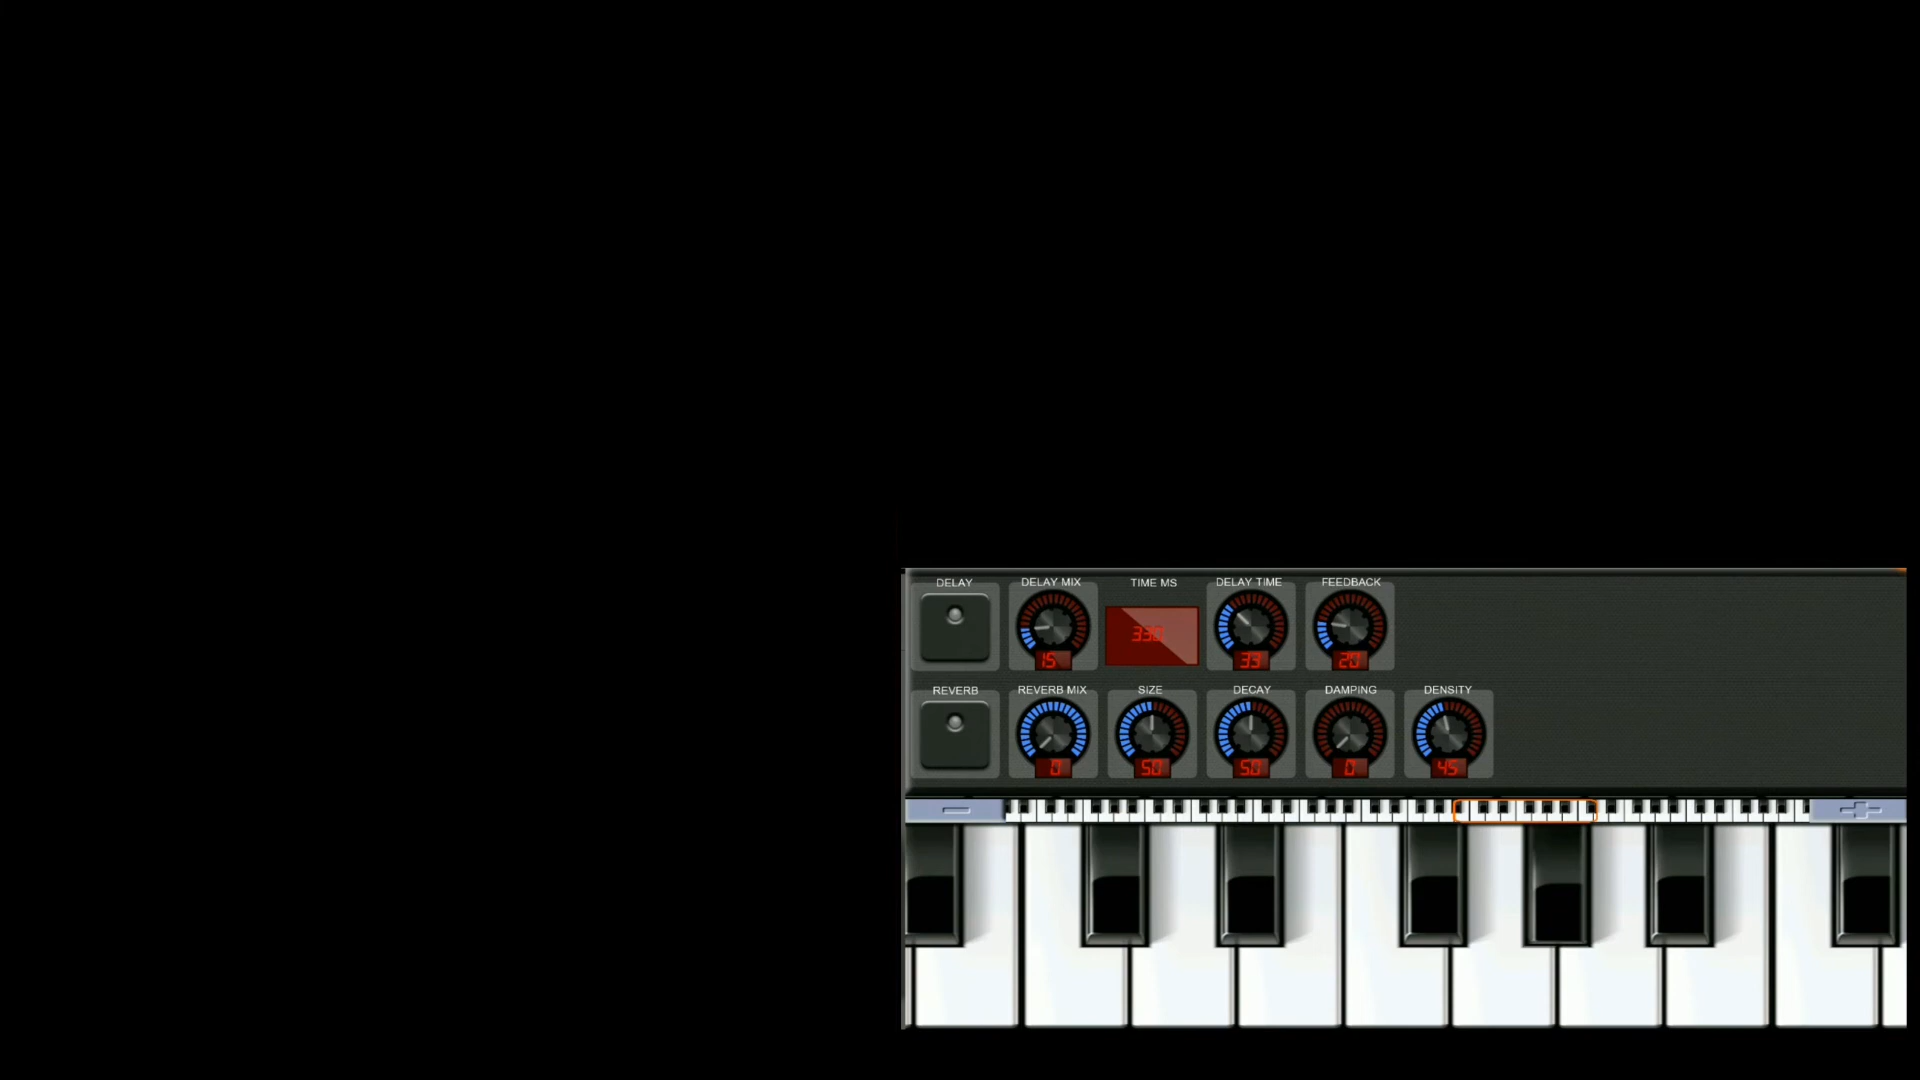 DELAY DELAY MIX TIME MS DELAY TIME FEEDBACK
330
15 33 20
REVERB REVERB MIX SIZE DECAY DAMPING DENSITY
0 50 50 0 45